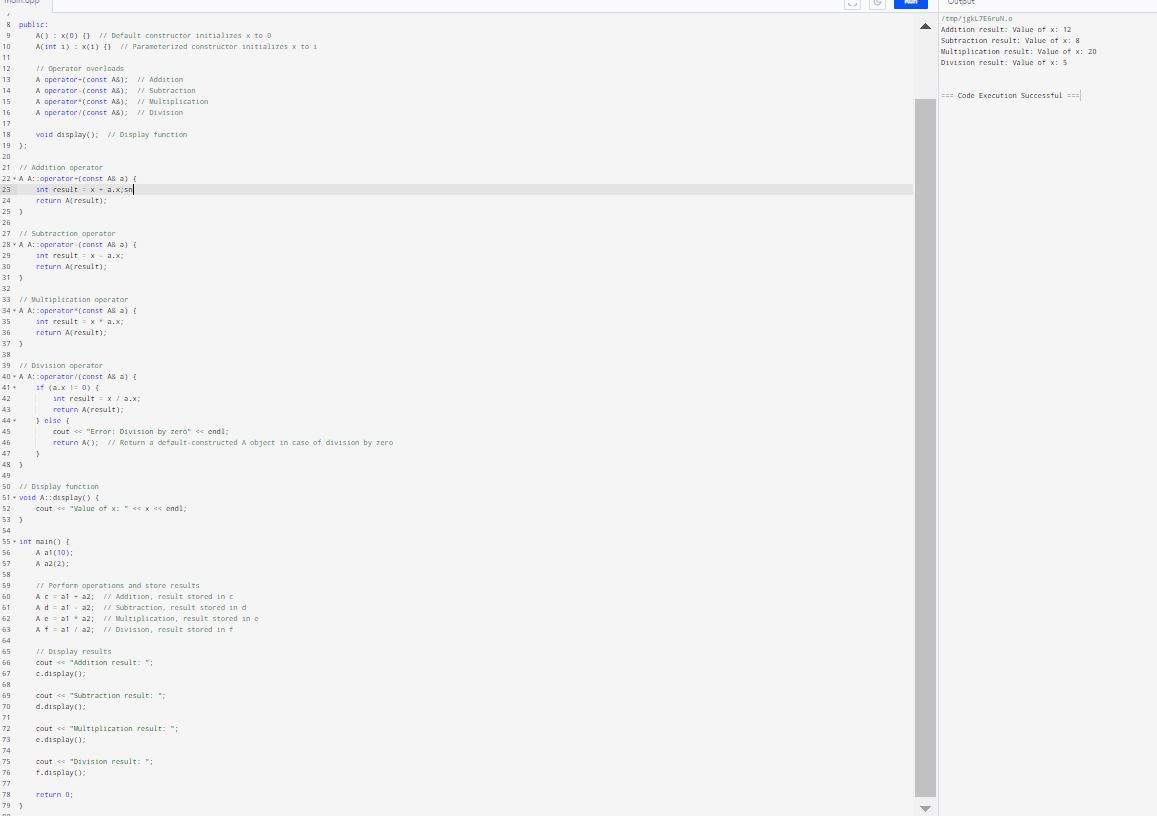 main.cpp
Run
Output
7
8 public:
9 A() : x(0) {} // Default constructor initializes x to 0
10 A(int i) : x(i) {} // Parameterized constructor initializes x to i
11
12 // Operator overloads
13 A operator+(const A&); // Addition
14 A operator-(const A&); // Subtraction
15 A operator*(const A&); // Multiplication
16 A operator/(const A&); // Division
17
18 void display(); // Display function
19 };
20
21 // Addition operator
22 A A::operator+(const A& a) {
23 int result = x + a.x;sn
24 return A(result);
25 }
26
27 // Subtraction operator
28 A A::operator-(const A& a) {
29 int result = x - a.x;
30 return A(result);
31 }
32
33 // Multiplication operator
34 A A::operator*(const A& a) {
35 int result = x * a.x;
36 return A(result);
37 }
38
39 // Division operator
40 A A::operator/(const A& a) {
41 if (a.x != 0) {
42 int result = x / a.x;
43 return A(result);
44 } else {
45 cout << "Error: Division by zero" << endl;
46 return A(); // Return a default-constructed A object in case of division by zero
47 }
48 }
49
50 // Display function
51 void A::display() {
52 cout << "Value of x: " << x << endl;
53 }
54
55 int main() {
56 A a1(10);
57 A a2(2);
58
59 // Perform operations and store results
60 A c = a1 + a2; // Addition, result stored in c
61 A d = a1 - a2; // Subtraction, result stored in d
62 A e = a1 * a2; // Multiplication, result stored in e
63 A f = a1 / a2; // Division, result stored in f
64
65 // Display results
66 cout << "Addition result: ";
67 c.display();
68
69 cout << "Subtraction result: ";
70 d.display();
71
72 cout << "Multiplication result: ";
73 e.display();
74
75 cout << "Division result: ";
76 f.display();
77
78 return 0;
79 }
/tmp/jgkL7E6ruN.o
Addition result: Value of x: 12
Subtraction result: Value of x: 8
Multiplication result: Value of x: 20
Division result: Value of x: 5
=== Code Execution Successful ===